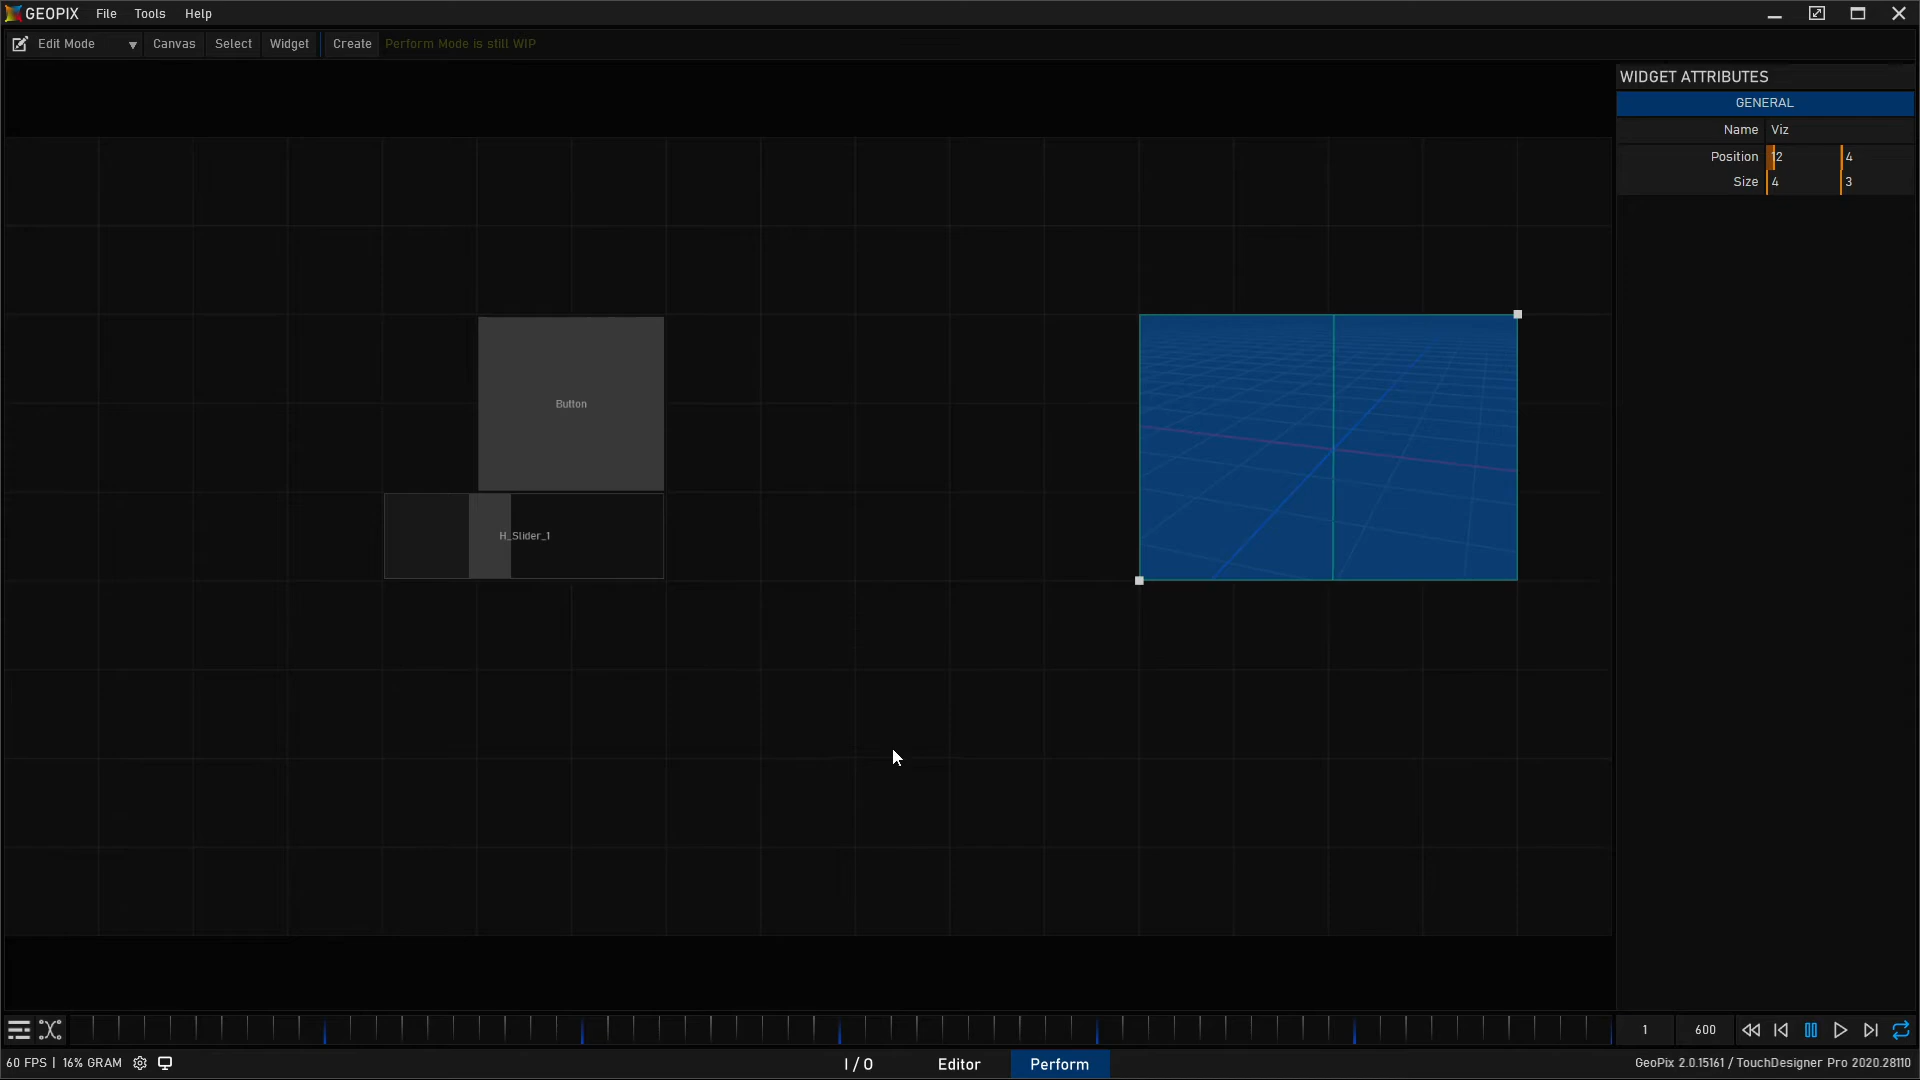 GEOPIX File Tools Help
Edit Mode Canvas Select Widget Create Perform Mode is still WIP
WIDGET ATTRIBUTES
GENERAL
Name Viz
Position 12 4
Size 4 3
Button
H_Slider_1
1 600
60 FPS | 16% GRAM I / O Editor Perform GeoPix 2.0.15161 / TouchDesigner Pro 2020.28110